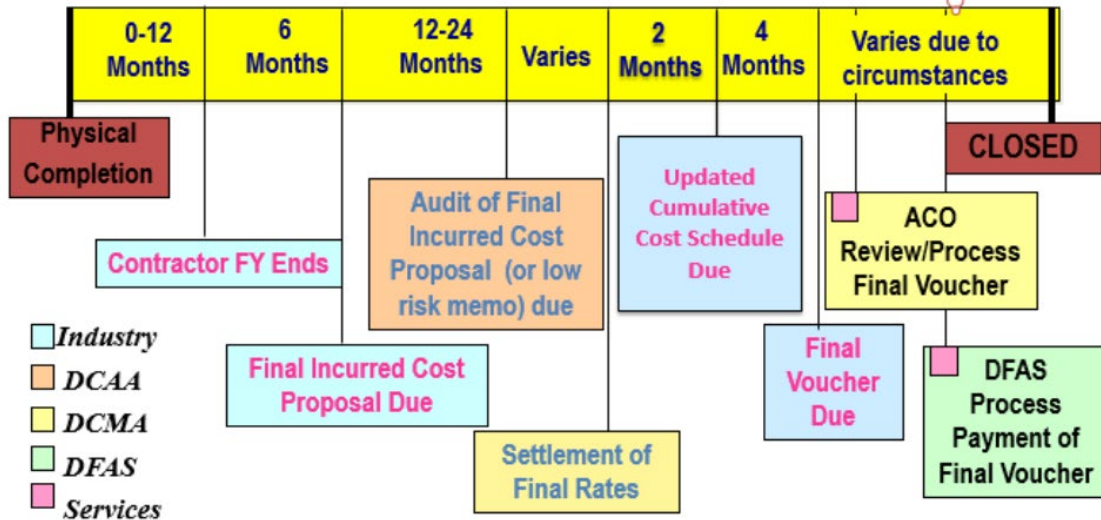 0-12
Months
6
Months
12-24
Months
Varies
2
Months
4
Months
Varies due to
circumstances
Physical
Completion
CLOSED
Contractor FY Ends
Audit of Final
Incurred Cost
Proposal (or low
risk memo) due
Updated
Cumulative
Cost Schedule
Due
ACO
Review/Process
Final Voucher
Final Incurred Cost
Proposal Due
Final
Voucher
Due
DFAS
Process
Payment of
Final Voucher
Settlement of
Final Rates
Industry
DCAA
DCMA
DFAS
Services